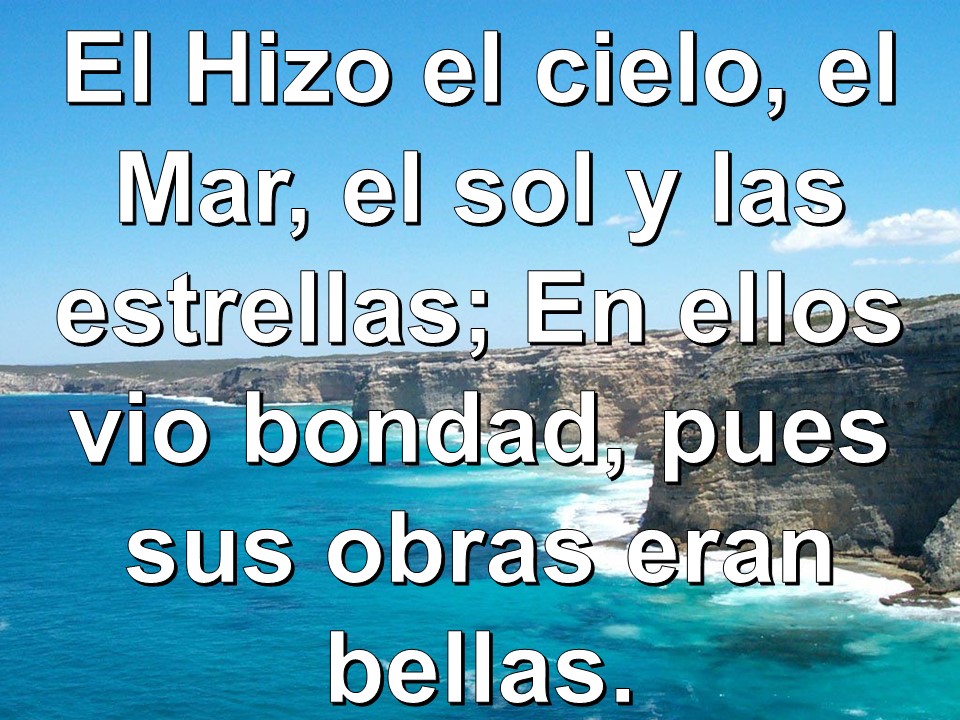 El Hizo el cielo, el
Mar, el sol y las
estrellas; En ellos
vio bondad, pues
sus obras eran
bellas.